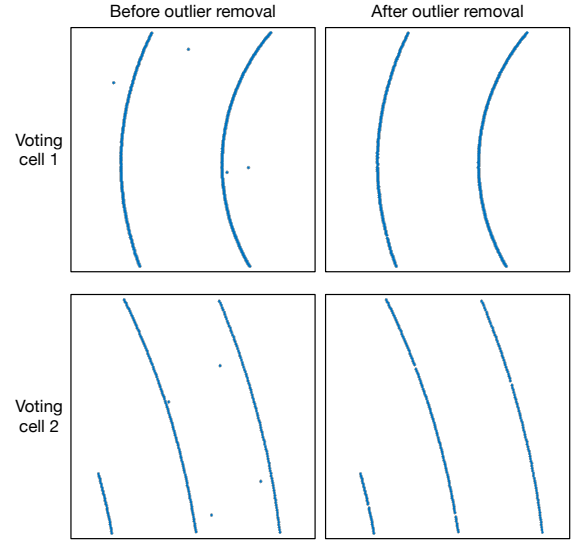 Before outlier removal
After outlier removal
Voting
cell 1
Voting
cell 2